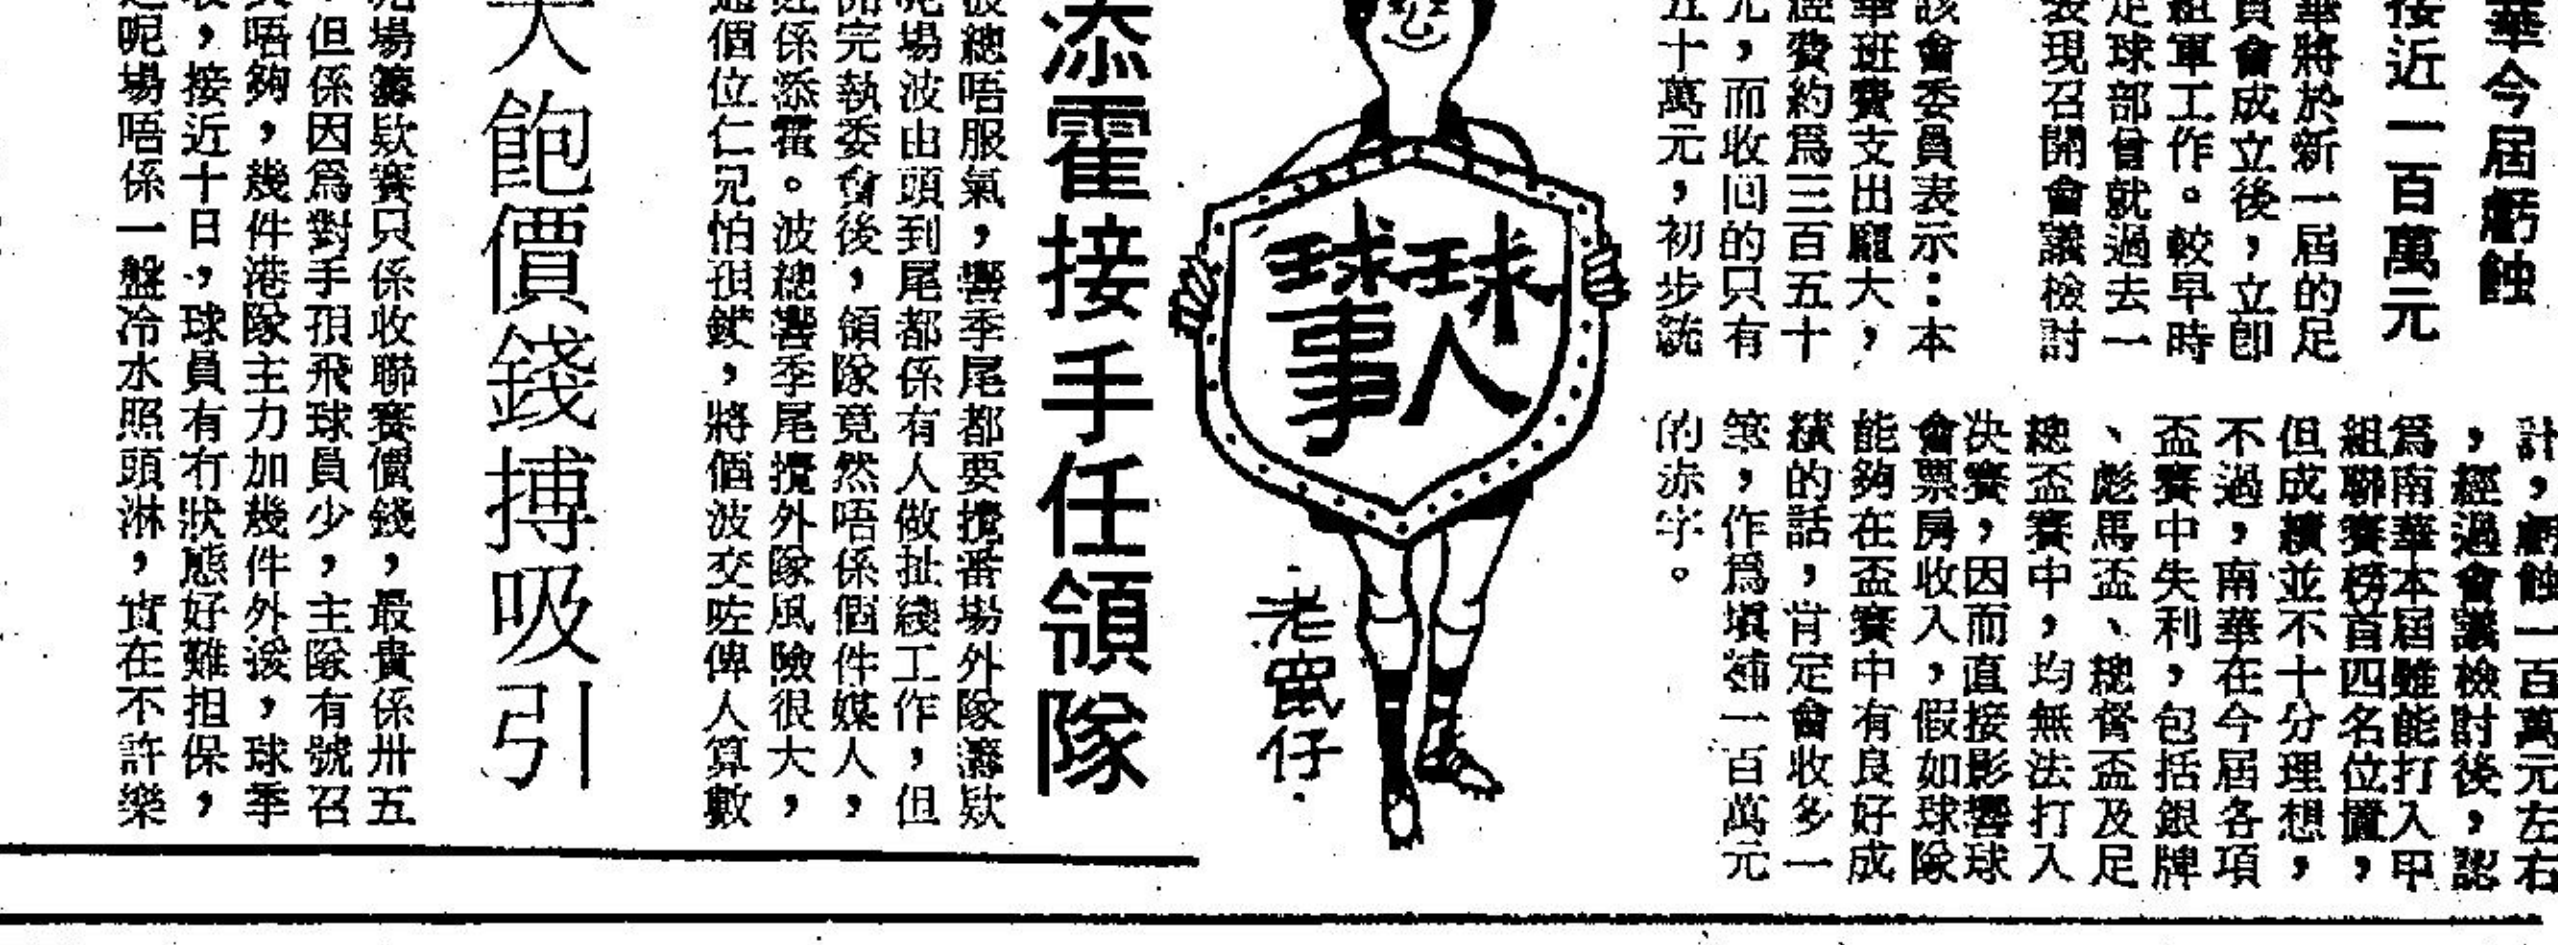 華今屆虧蝕
接近一百萬元
華將於新一屆的足
員會成立後，立即
組軍工作。較早時
足球部曾就過去一
表現召開會議檢討
該會委員表示：本
華班費支出龐大，
經費約爲三百五十
元，而收回的只有
五十萬元，初步統
計，虧蝕一百萬元左右
，經過會議檢討後，認
爲南華本屆雖能打入甲
組聯賽榜首四名位置，
但成績並不十分理想，
不過，南華在今屆各項
盃賽中失利，包括銀牌
、彪馬盃、總督盃及足
總盃賽中，均無法打入
决賽，因而直接影響球
會票房收入，假如球隊
能夠在盃賽中有良好成
績的話，肯定會收多一
筆，作爲塡補一百萬元
的赤字。
球人
球事
老鼠仔
添霍接手任領隊
波總唔服氣，響季尾都要攪番場外隊籌欵
呢場波由頭到尾都係有人做扯綫工作，但
開完執委會後，領隊竟然唔係個件媒人，
係添霍。波總響季尾攪外隊風險很大，
個位仁兄怕孭鑊，將個波交咗俾人算數
大飽價錢搏吸引
呢場籌欵賽只係收聯賽價錢，最貴係卅五
，但係因爲對手孭飛球員少，主隊有號召
唔夠，幾件港隊主力加幾件外援，球季
，接近十日，球員有冇狀態好難担保，
呢場唔係一盤冷水照頭淋，實在不許樂